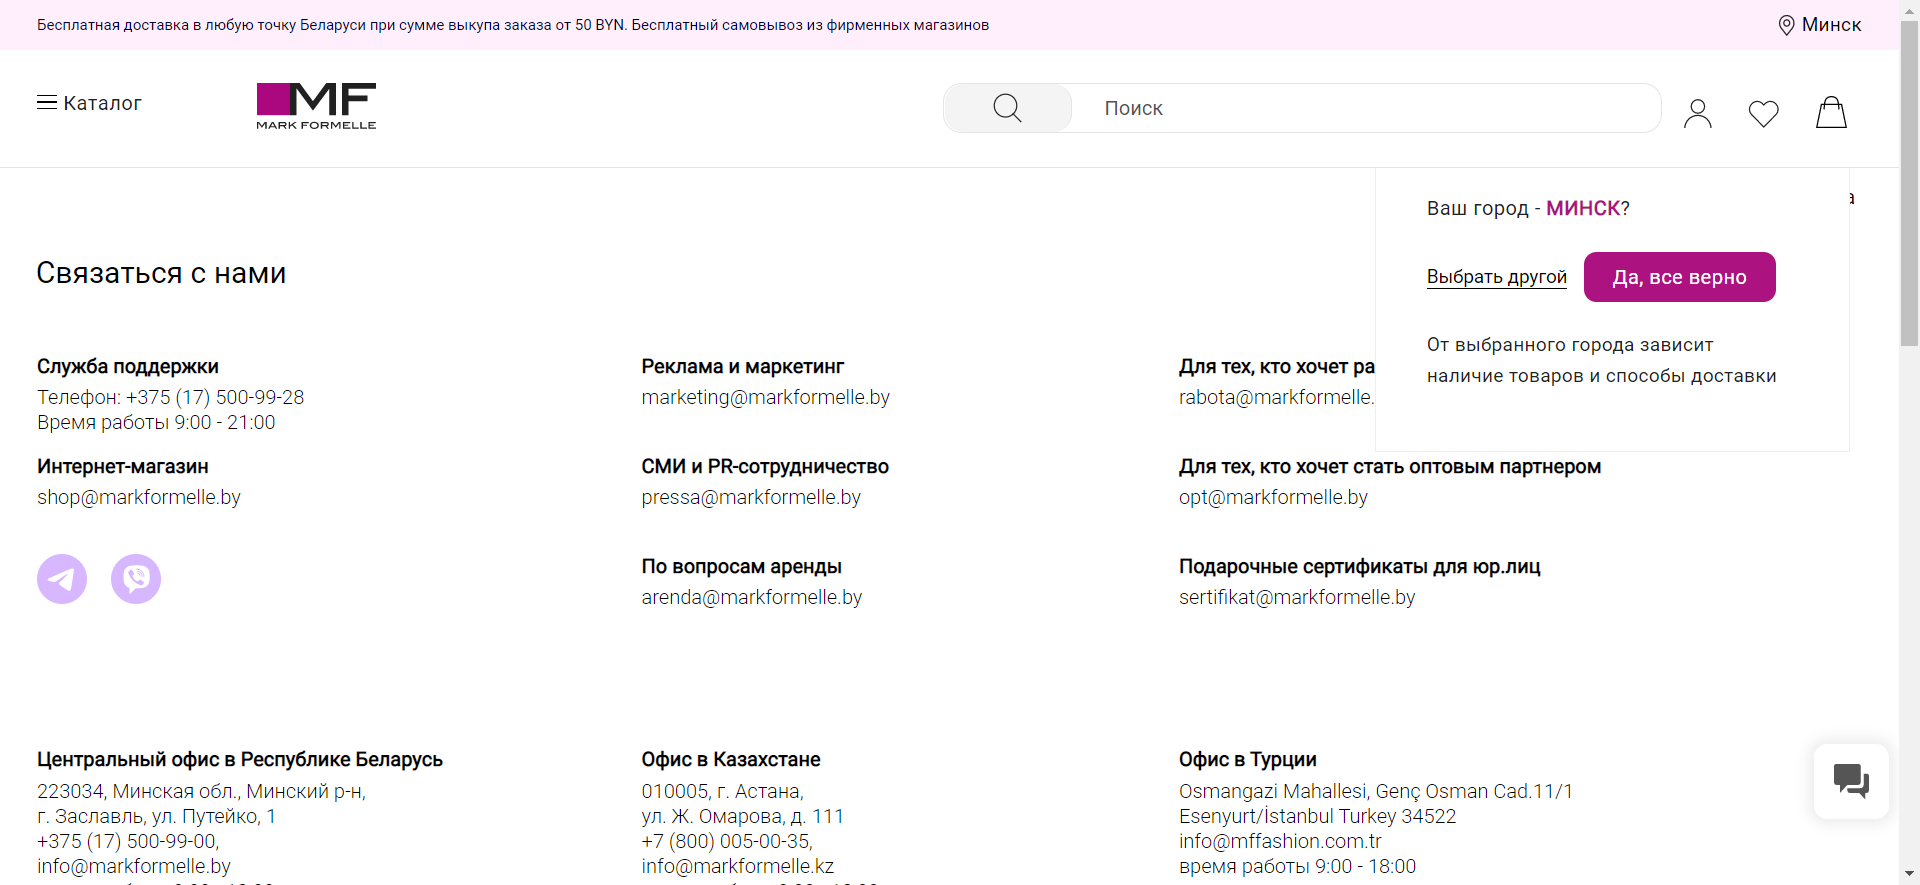 Бесплатная доставка в любую точку Беларуси при сумме выкупа заказа от 50 BYN. Бесплатный самовывоз из фирменных магазинов
Минск
Каталог
MF
MARK FORMELLE
Поиск
Ваш город - МИНСК?
Выбрать другой
Да, все верно
От выбранного города зависит
наличие товаров и способы доставки
Связаться с нами
Служба поддержки
Телефон: +375 (17) 500-99-28
Время работы 9:00 - 21:00
Интернет-магазин
shop@markformelle.by
Реклама и маркетинг
marketing@markformelle.by
СМИ и PR-сотрудничество
pressa@markformelle.by
По вопросам аренды
arenda@markformelle.by
Для тех, кто хочет ра
rabota@markformelle.
Для тех, кто хочет стать оптовым партнером
opt@markformelle.by
Подарочные сертификаты для юр.лиц
sertifikat@markformelle.by
Центральный офис в Республике Беларусь
223034, Минская обл., Минский р-н,
г. Заславль, ул. Путейко, 1
+375 (17) 500-99-00,
info@markformelle.by
Офис в Казахстане
010005, г. Астана,
ул. Ж. Омарова, д. 111
+7 (800) 005-00-35,
info@markformelle.kz
Офис в Турции
Osmangazi Mahallesi, Genç Osman Cad.11/1
Esenyurt/İstanbul Turkey 34522
info@mffashion.com.tr
время работы 9:00 - 18:00